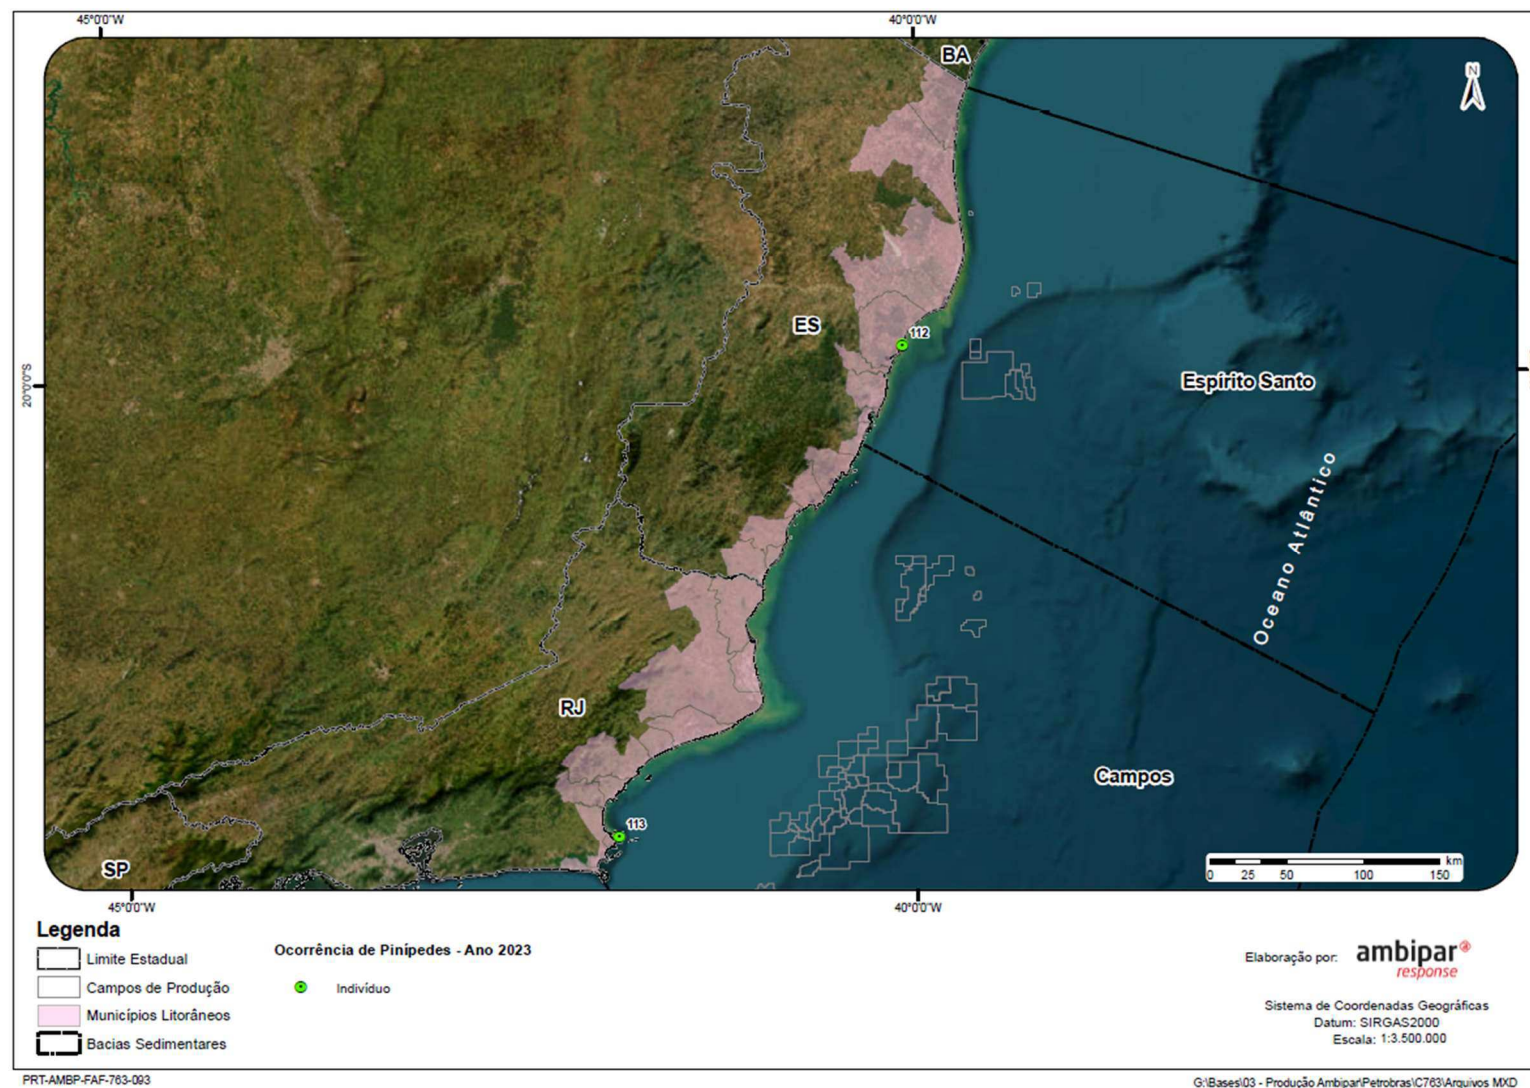 45°0'0"W
40°0'0"W
BA
N
ES
112
20°0'0"S
Espírito Santo
Oceano Atlântico
RJ
Campos
113
SP
km
0 25 50 100 150
45°0'0"W
40°0'0"W
Legenda
Limite Estadual
Campos de Produção
Municípios Litorâneos
Bacias Sedimentares
Ocorrência de Pinípedes - Ano 2023
Indivíduo
Elaboração por: ambipar
response
Sistema de Coordenadas Geográficas
Datum: SIRGAS2000
Escala: 1:3.500.000
PRT-AMBP-FAF-763-093
G:\Bases\03 - Produção Ambipar\Petrobras\C763\Arquivos MXD